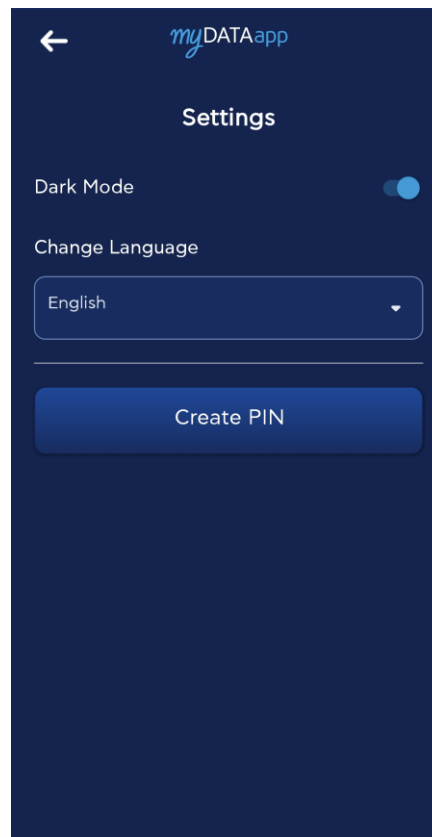 myDATAapp
Settings
Dark Mode
Change Language
English
Create PIN